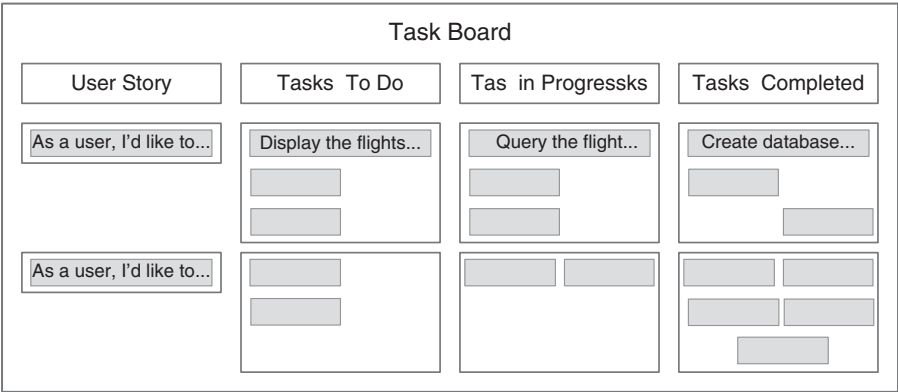 Task Board
User Story
Tasks To Do
Tas in Progressks
Tasks Completed
As a user, I'd like to...
Display the flights...
Query the flight...
Create database...
As a user, I'd like to...